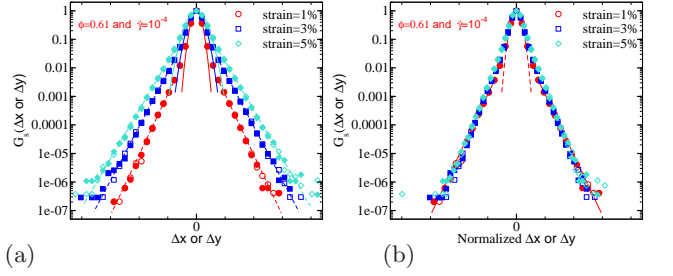 φ=0.61 and γ̇=10⁻⁴
strain=1%
strain=3%
strain=5%
1
0.1
0.01
0.001
0.0001
1e-05
1e-06
1e-07
Gₛ(Δx or Δy)
0
Δx or Δy
(a)
φ=0.61 and γ̇=10⁻⁴
strain=1%
strain=3%
strain=5%
1
0.1
0.01
0.001
0.0001
1e-05
1e-06
1e-07
Gₛ(Δx or Δy)
0
Normalized Δx or Δy
(b)